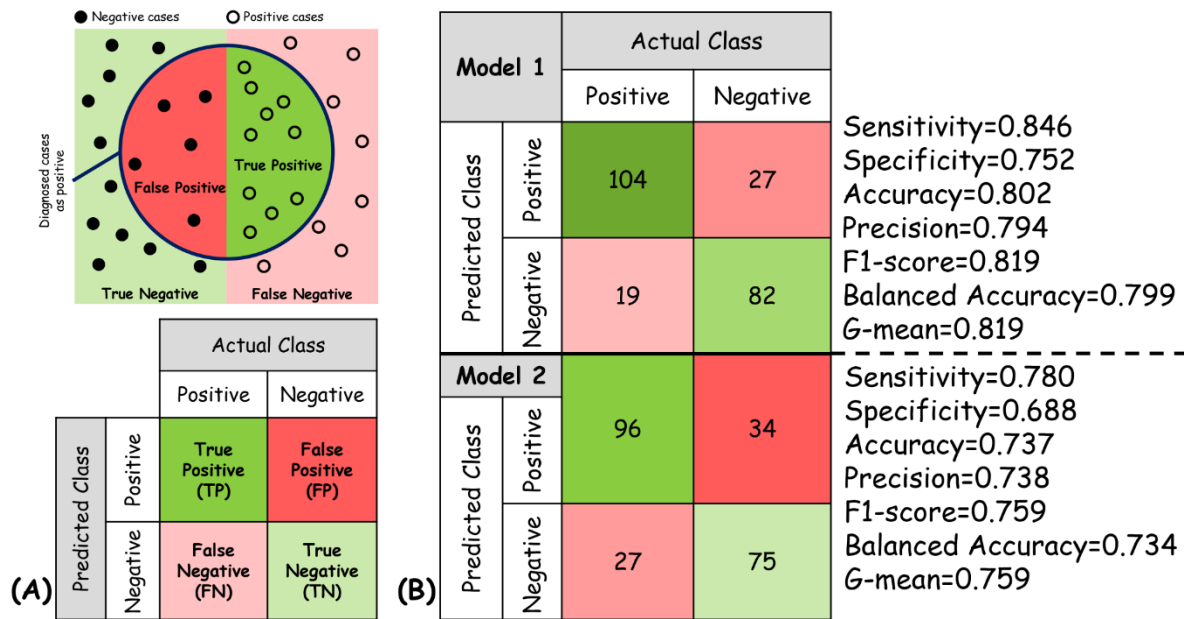 Negative cases
Positive cases
Diagnosed cases
as positive
False Positive
True Positive
True Negative
False Negative
Actual Class
Positive
Negative
Predicted Class
Positive
True
Positive
(TP)
False
Positive
(FP)
Negative
False
Negative
(FN)
True
Negative
(TN)
(A)
Model 1
Actual Class
Positive
Negative
Predicted Class
Positive
104
27
Negative
19
82
Sensitivity=0.846
Specificity=0.752
Accuracy=0.802
Precision=0.794
F1-score=0.819
Balanced Accuracy=0.799
G-mean=0.819
Model 2
Predicted Class
Positive
96
34
Negative
27
75
Sensitivity=0.780
Specificity=0.688
Accuracy=0.737
Precision=0.738
F1-score=0.759
Balanced Accuracy=0.734
G-mean=0.759
(B)